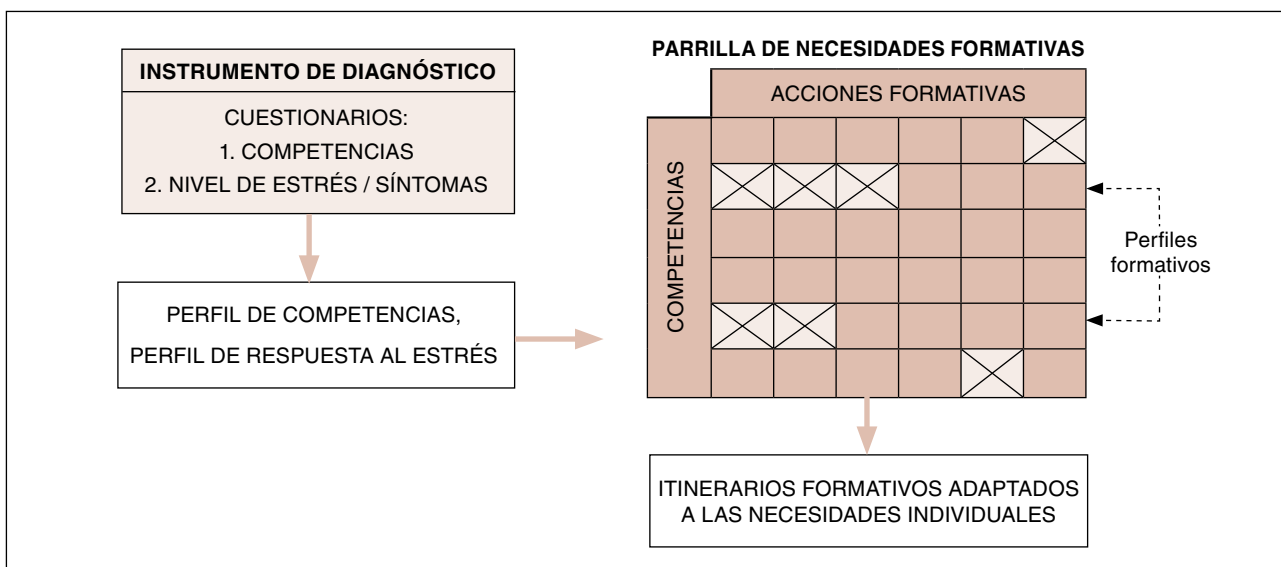 INSTRUMENTO DE DIAGNÓSTICO
CUESTIONARIOS:
1. COMPETENCIAS
2. NIVEL DE ESTRÉS / SÍNTOMAS
PERFIL DE COMPETENCIAS,
PERFIL DE RESPUESTA AL ESTRÉS
PARRILLA DE NECESIDADES FORMATIVAS
ACCIONES FORMATIVAS
COMPETENCIAS
Perfiles
formativos
ITINERARIOS FORMATIVOS ADAPTADOS
A LAS NECESIDADES INDIVIDUALES